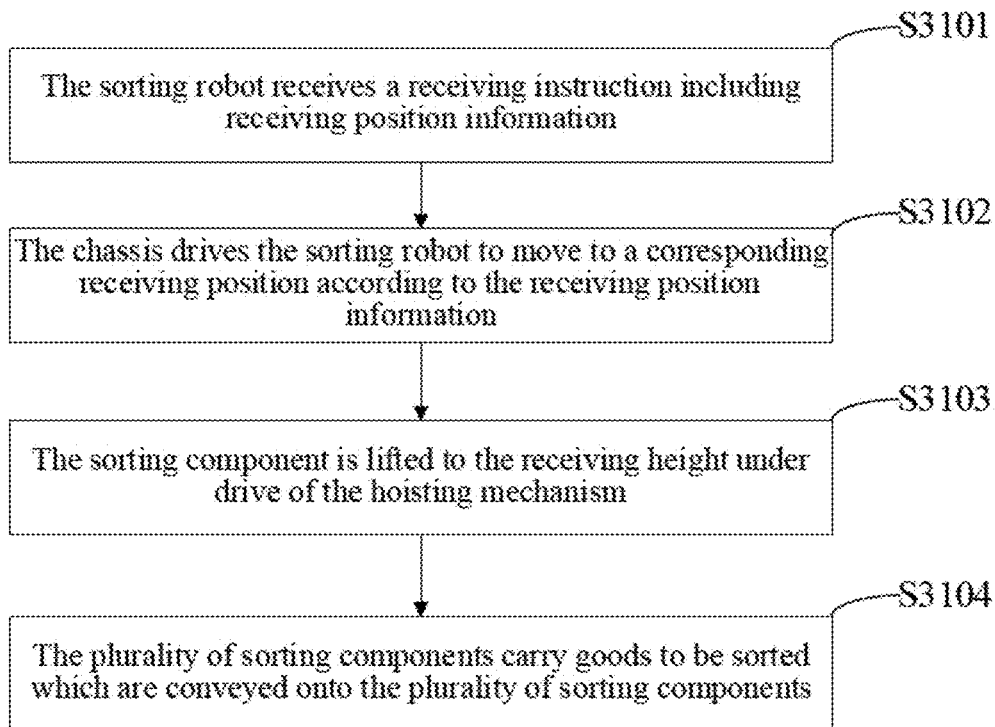 S3101
The sorting robot receives a receiving instruction including
receiving position information
S3102
The chassis drives the sorting robot to move to a corresponding
receiving position according to the receiving position
information
S3103
The sorting component is lifted to the receiving height under
drive of the hoisting mechanism
S3104
The plurality of sorting components carry goods to be sorted
which are conveyed onto the plurality of sorting components